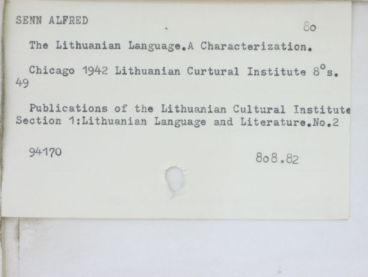 SENN ALFRED
80
The Lithuanian Language.A Characterization.
Chicago 1942 Lithuanian Curtural Institute 8°s.
49
Publications of the Lithuanian Cultural Institute
Section 1:Lithuanian Language and Literature.No.2
94170
808.82